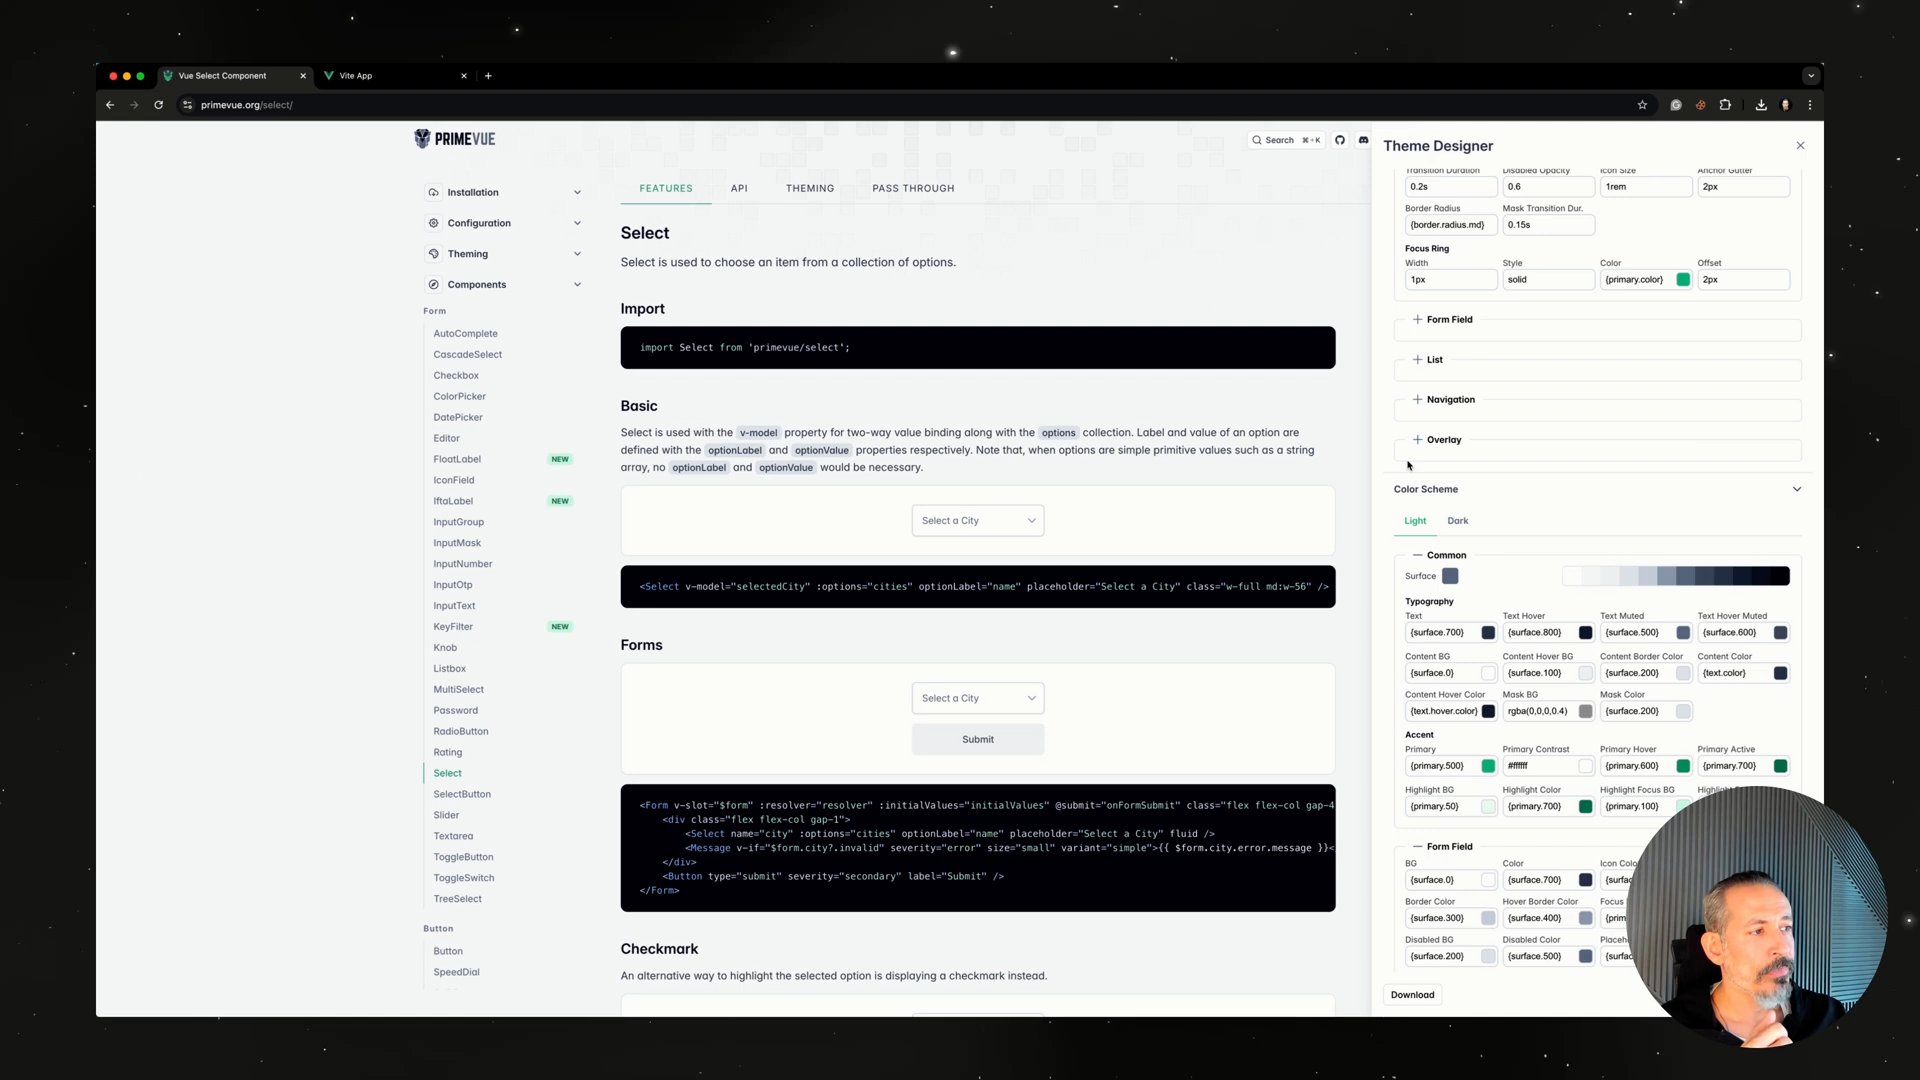 Vue Select Component
Vite App
primevue.org/select/
PRIMEVUE
Search ⌘+K
Installation
Configuration
Theming
Components
Form
AutoComplete
CascadeSelect
Checkbox
ColorPicker
DatePicker
Editor
FloatLabel NEW
IconField
IftaLabel NEW
InputGroup
InputMask
InputNumber
InputOtp
InputText
KeyFilter NEW
Knob
Listbox
MultiSelect
Password
RadioButton
Rating
Select
SelectButton
Slider
Textarea
ToggleButton
ToggleSwitch
TreeSelect
Button
Button
SpeedDial
FEATURES API THEMING PASS THROUGH
Select
Select is used to choose an item from a collection of options.
Import
import Select from 'primevue/select';
Basic
Select is used with the v-model property for two-way value binding along with the options collection. Label and value of an option are
defined with the optionLabel and optionValue properties respectively. Note that, when options are simple primitive values such as a string
array, no optionLabel and optionValue would be necessary.
Select a City
<Select v-model="selectedCity" :options="cities" optionLabel="name" placeholder="Select a City" class="w-full md:w-56" />
Forms
Select a City
Submit
<Form v-slot="$form" :resolver="resolver" :initialValues="initialValues" @submit="onFormSubmit" class="flex flex-col gap-4
<div class="flex flex-col gap-1">
<Select name="city" :options="cities" optionLabel="name" placeholder="Select a City" fluid />
<Message v-if="$form.city?.invalid" severity="error" size="small" variant="simple">{{ $form.city.error.message }}<
</div>
<Button type="submit" severity="secondary" label="Submit" />
</Form>
Checkmark
An alternative way to highlight the selected option is displaying a checkmark instead.
Theme Designer
Transition Duration Disabled Opacity Icon Size Anchor Gutter
0.2s 0.6 1rem 2px
Border Radius Mask Transition Dur.
{border.radius.md} 0.15s
Focus Ring
Width Style Color Offset
1px solid {primary.color} 2px
Form Field
List
Navigation
Overlay
Color Scheme
Light Dark
Common
Surface
Typography
Text Text Hover Text Muted Text Hover Muted
{surface.700} {surface.800} {surface.500} {surface.600}
Content BG Content Hover BG Content Border Color Content Color
{surface.0} {surface.100} {surface.200} {text.color}
Content Hover Color Mask BG Mask Color
{text.hover.color} rgba(0,0,0,0.4) {surface.200}
Accent
Primary Primary Contrast Primary Hover Primary Active
{primary.500} #ffffff {primary.600} {primary.700}
Highlight BG Highlight Color Highlight Focus BG
{primary.50} {primary.700} {primary.100}
Form Field
BG Color Icon Colo
{surface.0} {surface.700} {surfac
Border Color Hover Border Color Focus
{surface.300} {surface.400} {prim
Disabled BG Disabled Color Placeho
{surface.200} {surface.500} {surfac
Download